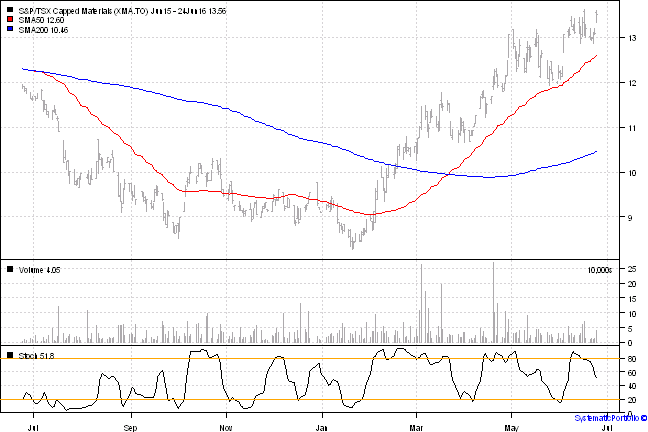 S&P/TSX Capped Materials (XMA.TO) Jun15 - 24Jun16 13.56
SMA50 12.60
SMA200 10.46
13
12
11
10
9
Volume 4.05
10,000s
25
20
15
10
5
0
Stoch 51.8
80
60
40
20
0
Jul
Sep
Nov
Jan
Mar
May
Jul
SystematicPortfolio ©